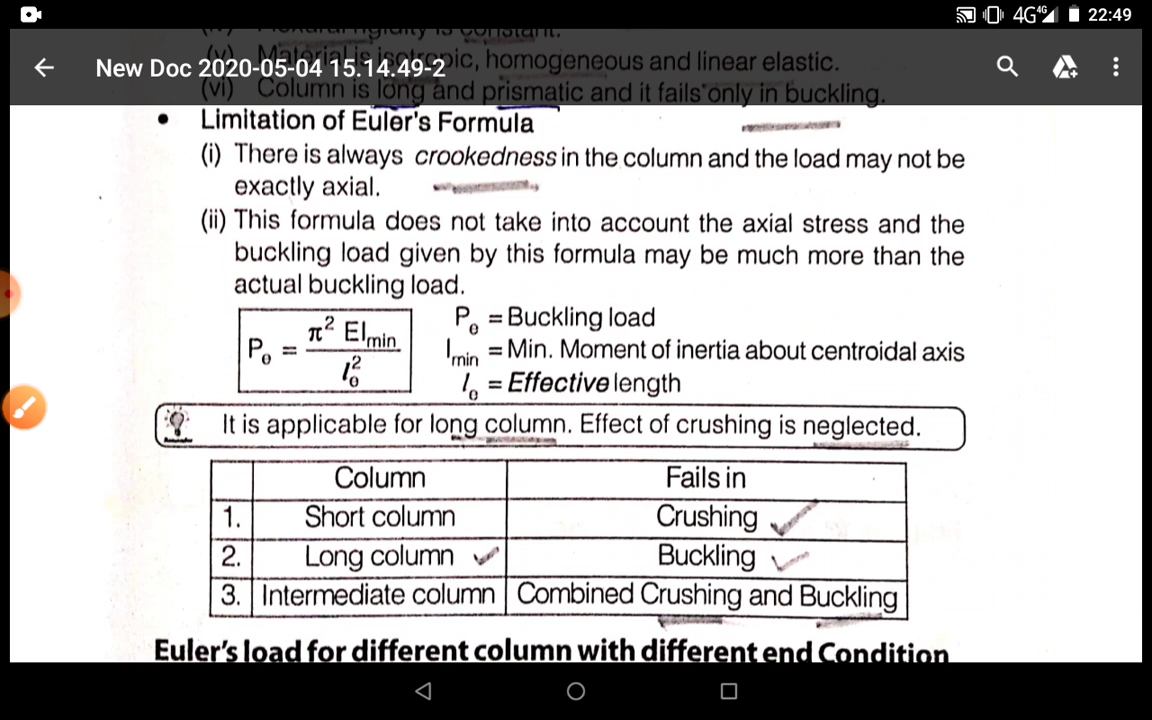 4G 4G 22:49
New Doc 2020-05-04 15.14.49-2
constant.
(v) Material is isotropic, homogeneous and linear elastic.
(vi) Column is long and prismatic and it fails only in buckling.
• Limitation of Euler's Formula
(i) There is always crookedness in the column and the load may not be
exactly axial.
(ii) This formula does not take into account the axial stress and the
buckling load given by this formula may be much more than the
actual buckling load.
Pe = π² EImin / le²
Pe = Buckling load
Imin = Min. Moment of inertia about centroidal axis
le = Effective length
It is applicable for long column. Effect of crushing is neglected.
Column Fails in
1. Short column Crushing
2. Long column Buckling
3. Intermediate column Combined Crushing and Buckling
Euler's load for different column with different end Condition